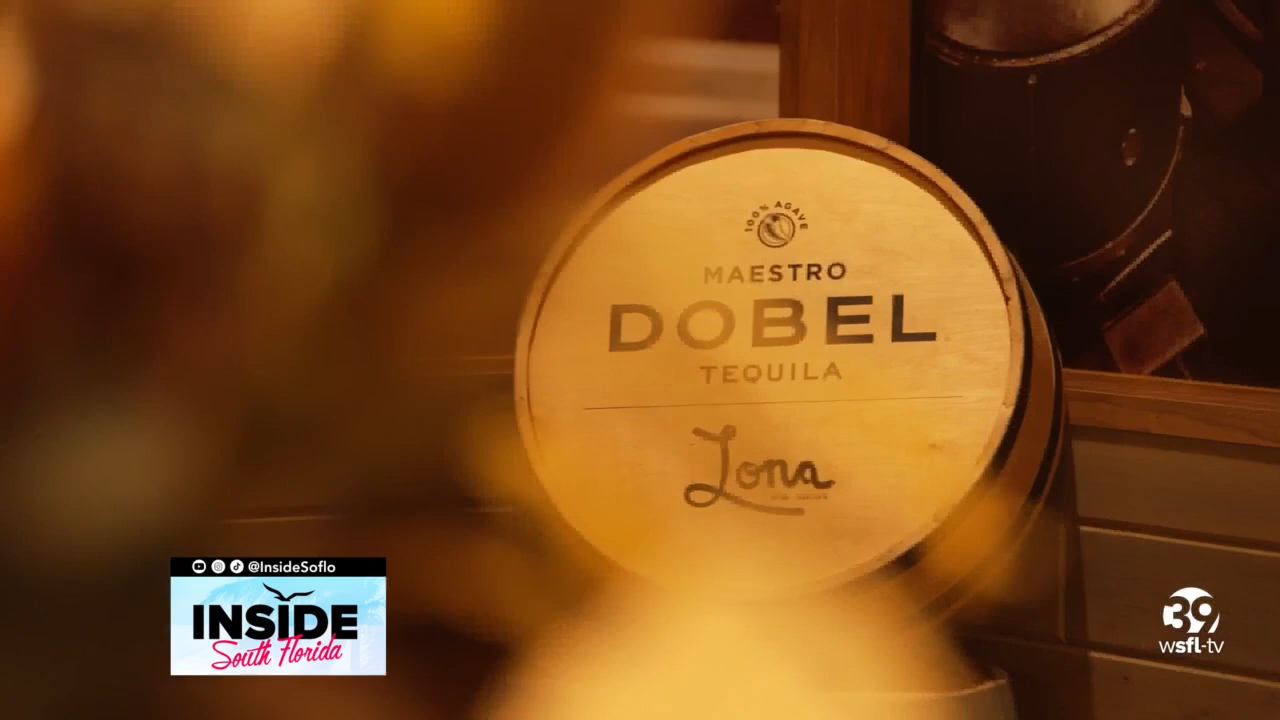 100% AGAVE
MAESTRO
DOBEL
TEQUILA
Lona
@InsideSoflo
INSIDE
South Florida
39
wsfl-tv